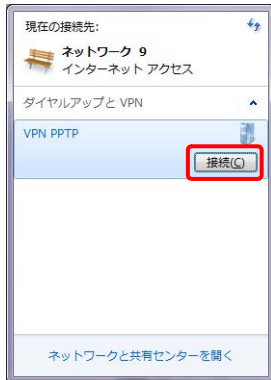 現在の接続先:
ネットワーク 9
インターネット アクセス
ダイヤルアップと VPN
VPN PPTP
接続(C)
ネットワークと共有センターを開く